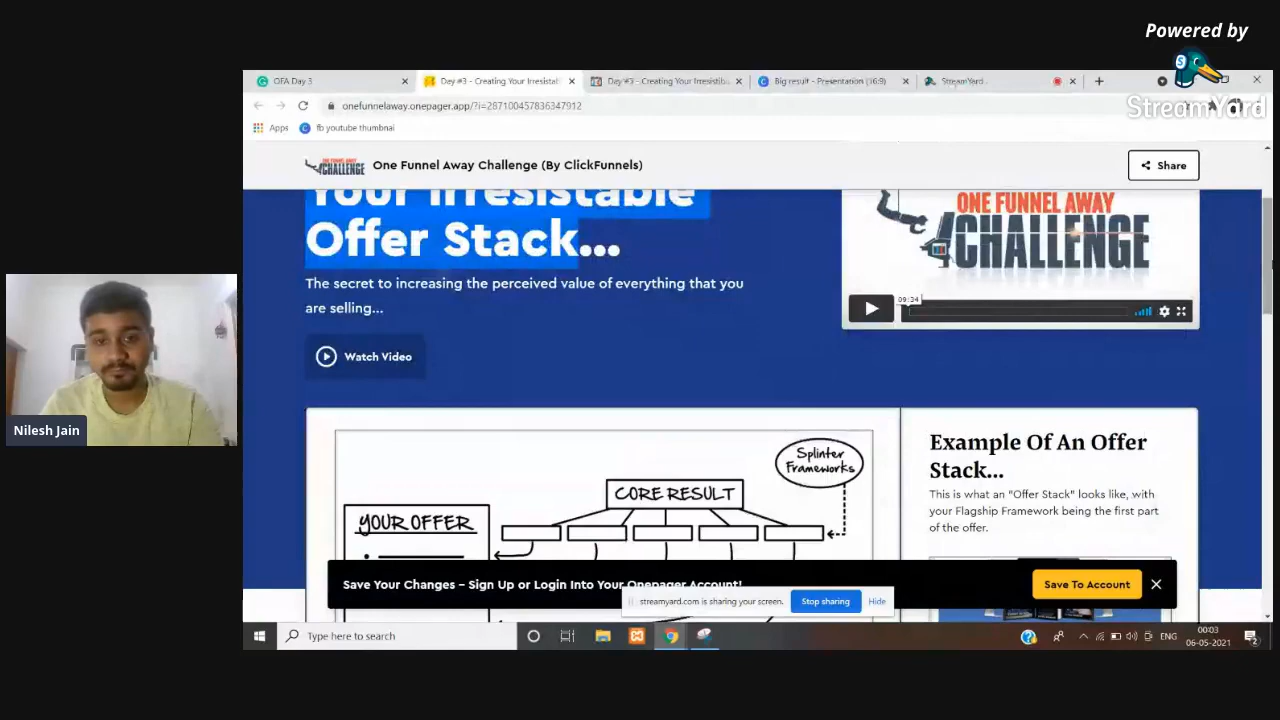 Powered by
StreamYard
OFA Day 3
Day #3 - Creating Your Irresistab
Day #3 - Creating Your Irresistib
Big result - Presentation (16:9)
StreamYard
onefunnelaway.onepager.app/?i=287100457836347912
Apps
fb youtube thumbnail
CHALLENGE
One Funnel Away Challenge (By ClickFunnels)
Share
Your Irresistable
Offer Stack...
The secret to increasing the perceived value of everything that you
are selling...
Watch Video
ONE FUNNEL AWAY
CHALLENGE
09:34
Splinter
Frameworks
CORE RESULT
YOUR OFFER
Example Of An Offer
Stack...
This is what an "Offer Stack" looks like, with
your Flagship Framework being the first part
of the offer.
Save Your Changes – Sign Up or Login Into Your Onepager Account!
Save To Account
streamyard.com is sharing your screen.
Stop sharing
Hide
Nilesh Jain
Type here to search
ENG
00:03
06-05-2021